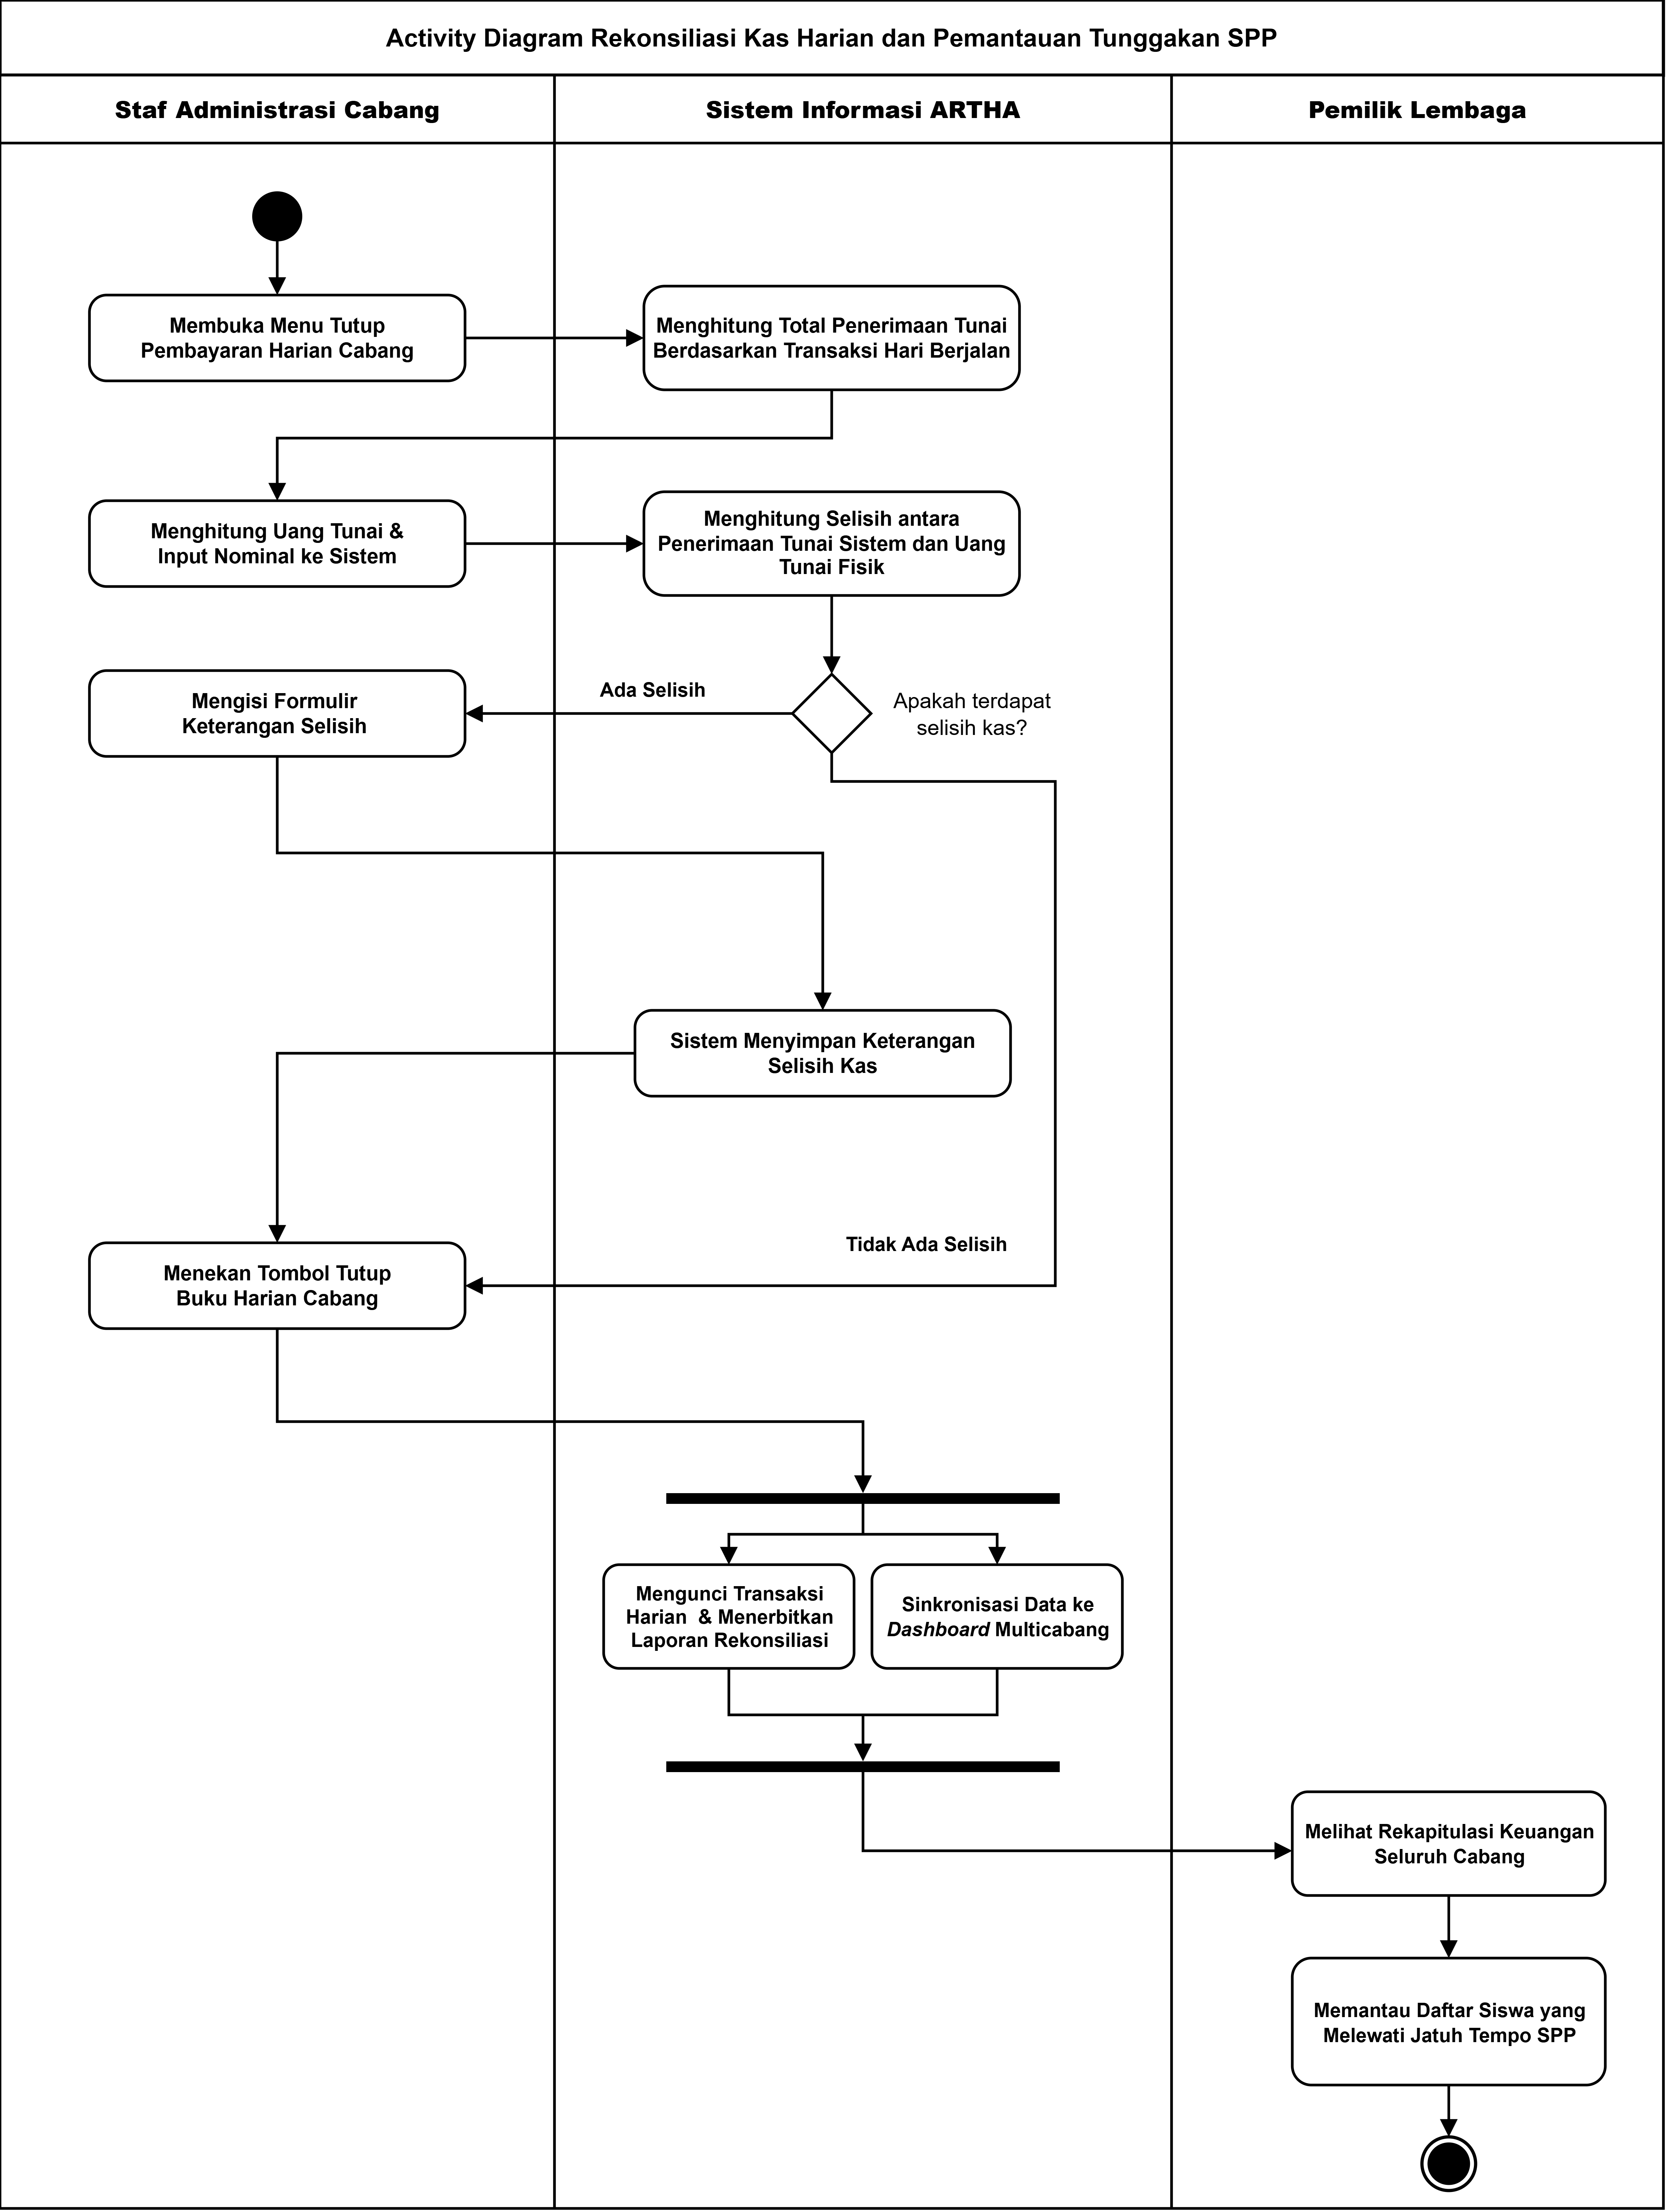 Activity Diagram Rekonsiliasi Kas Harian dan Pemantauan Tunggakan SPP
Staf Administrasi Cabang
Sistem Informasi ARTHA
Pemilik Lembaga
Membuka Menu Tutup
Pembayaran Harian Cabang
Menghitung Total Penerimaan Tunai
Berdasarkan Transaksi Hari Berjalan
Menghitung Uang Tunai &
Input Nominal ke Sistem
Menghitung Selisih antara
Penerimaan Tunai Sistem dan Uang
Tunai Fisik
Apakah terdapat
selisih kas?
Ada Selisih
Mengisi Formulir
Keterangan Selisih
Sistem Menyimpan Keterangan
Selisih Kas
Tidak Ada Selisih
Menekan Tombol Tutup
Buku Harian Cabang
Mengunci Transaksi
Harian & Menerbitkan
Laporan Rekonsiliasi
Sinkronisasi Data ke
Dashboard Multicabang
Melihat Rekapitulasi Keuangan
Seluruh Cabang
Memantau Daftar Siswa yang
Melewati Jatuh Tempo SPP